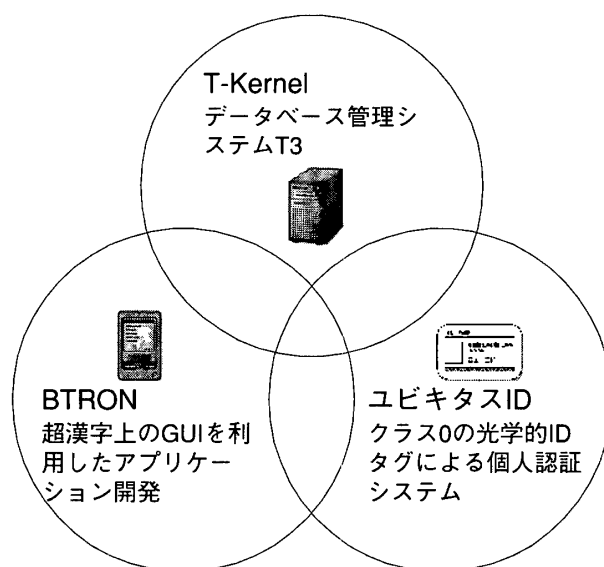 T-Kernel
データベース管理シ
ステムT3
BTRON
超漢字上のGUIを利
用したアプリケー
ション開発
ユビキタスID
クラス0の光学的ID
タグによる個人認証
システム